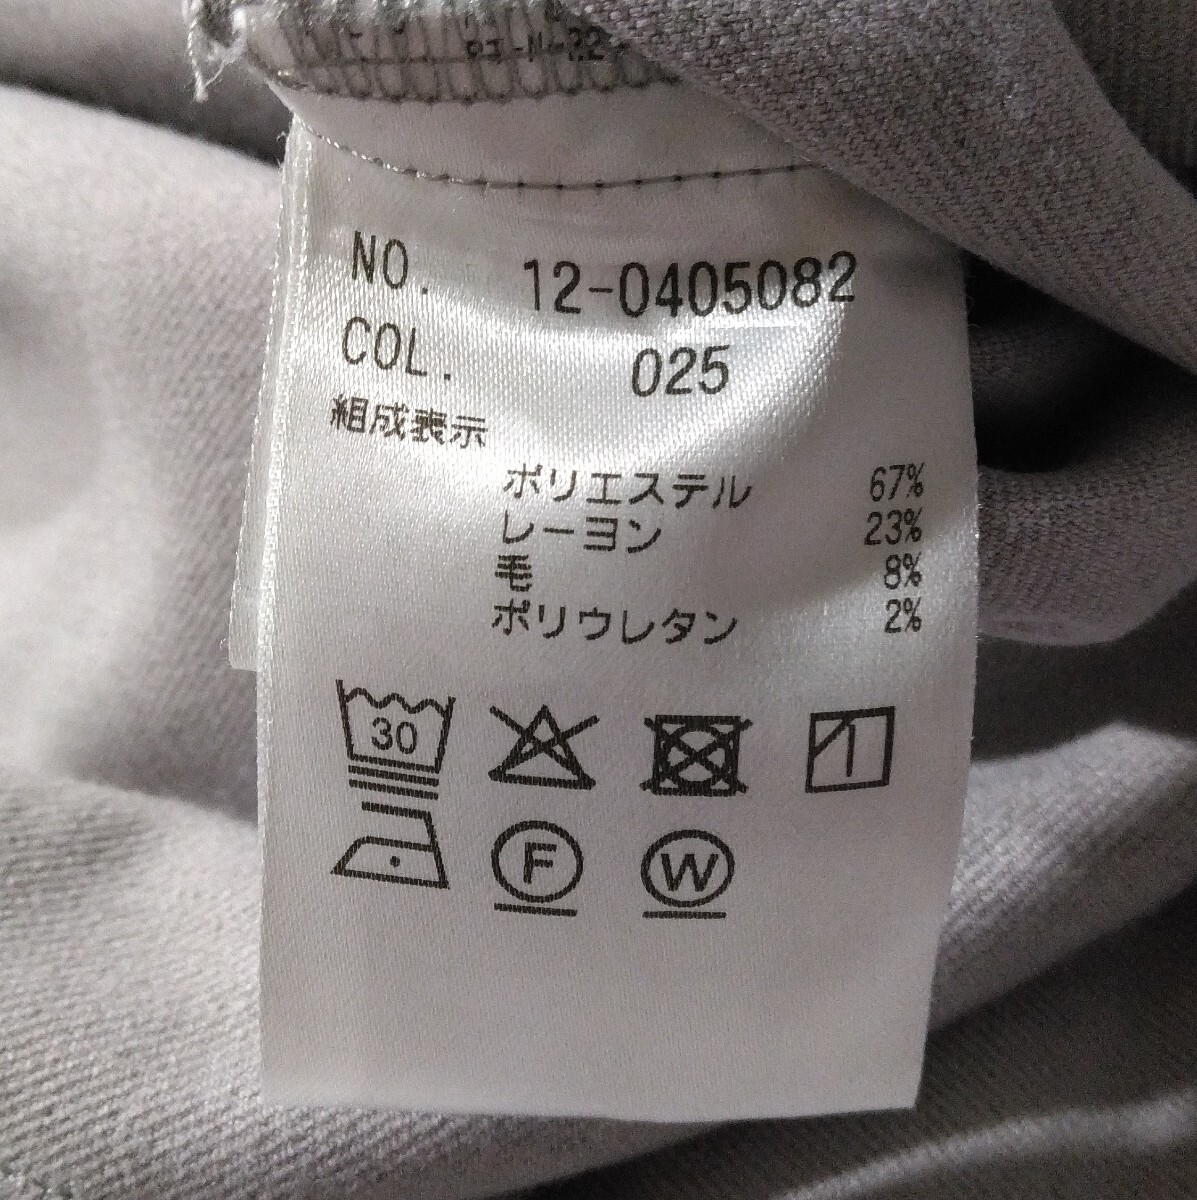 NO. 12-0405082
COL. 025
組成表示
ポリエステル 67%
レーヨン 23%
毛 8%
ポリウレタン 2%
30
F W